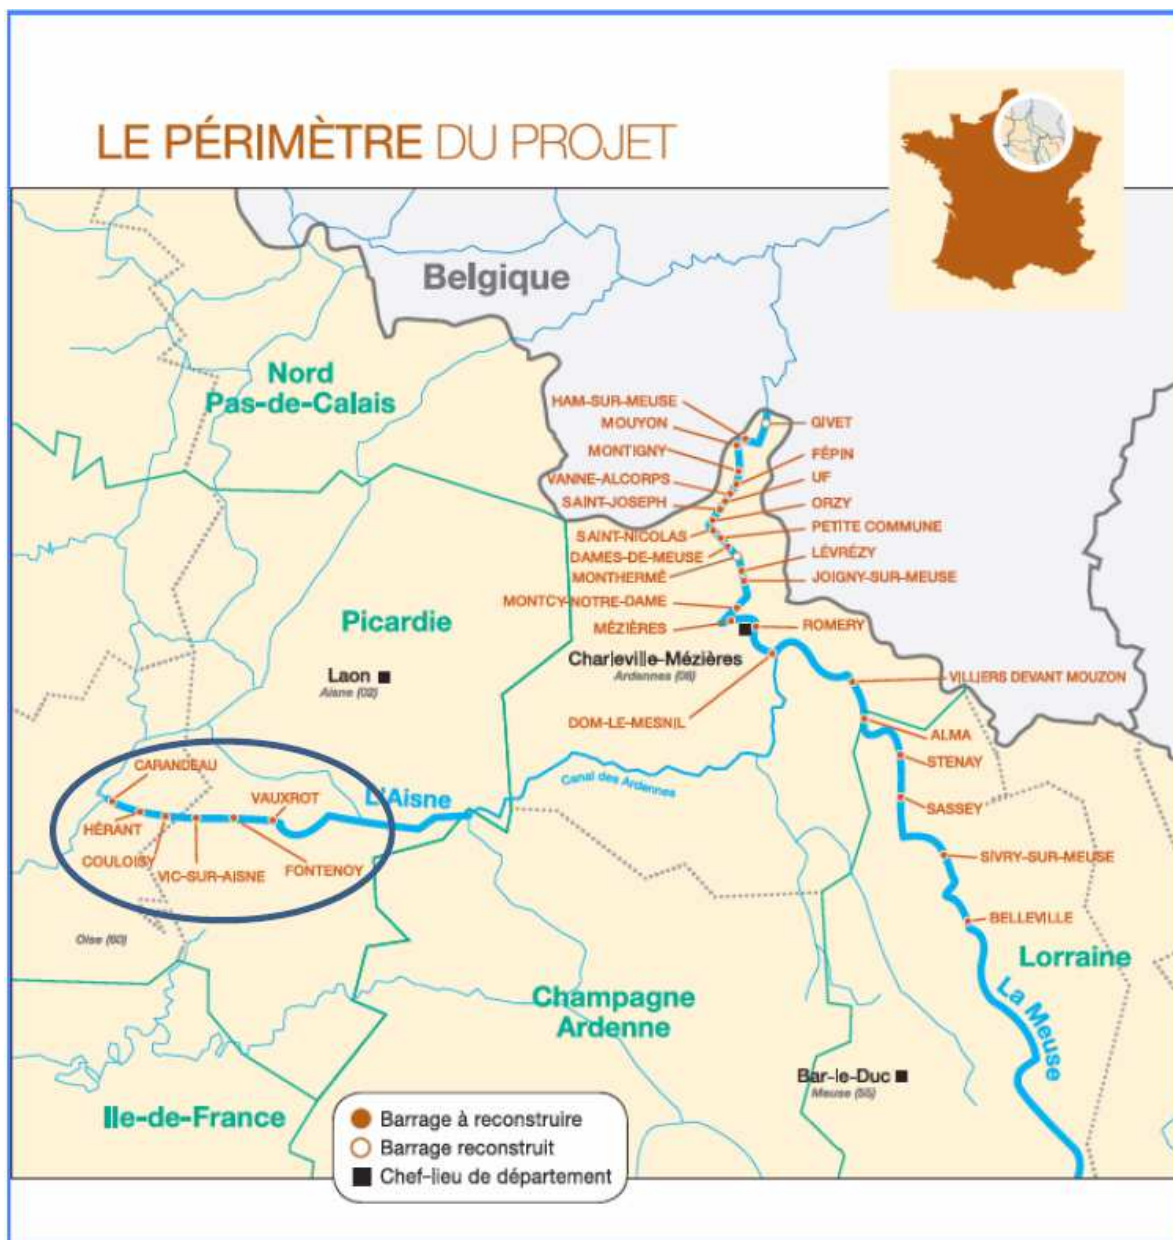 LE PÉRIMÈTRE DU PROJET
Belgique
Nord
Pas-de-Calais
HAM-SUR-MEUSE
MOUYON
MONTIGNY
VANNE-ALCORPS
SAINT-JOSEPH
SAINT-NICOLAS
DAMES-DE-MEUSE
MONTHERMÉ
MONTCY-NOTRE-DAME
MÉZIÈRES
GIVET
FÉPIN
UF
ORZY
PETITE COMMUNE
LÉVRÉZY
JOIGNY-SUR-MEUSE
ROMERY
Picardie
Laon
Aisne (02)
Charleville-Mézières
Ardennes (08)
DOM-LE-MESNIL
VILLIERS DEVANT MOUZON
ALMA
STENAY
SASSEY
SIVRY-SUR-MEUSE
BELLEVILLE
Canal des Ardennes
L'Aisne
CARANDEAU
VAUXROT
HÉRANT
COULOISY
VIC-SUR-AISNE
FONTENOY
Oise (60)
Lorraine
La Meuse
Champagne
Ardenne
Bar-le-Duc
Meuse (55)
Ile-de-France
Barrage à reconstruire
Barrage reconstruit
Chef-lieu de département